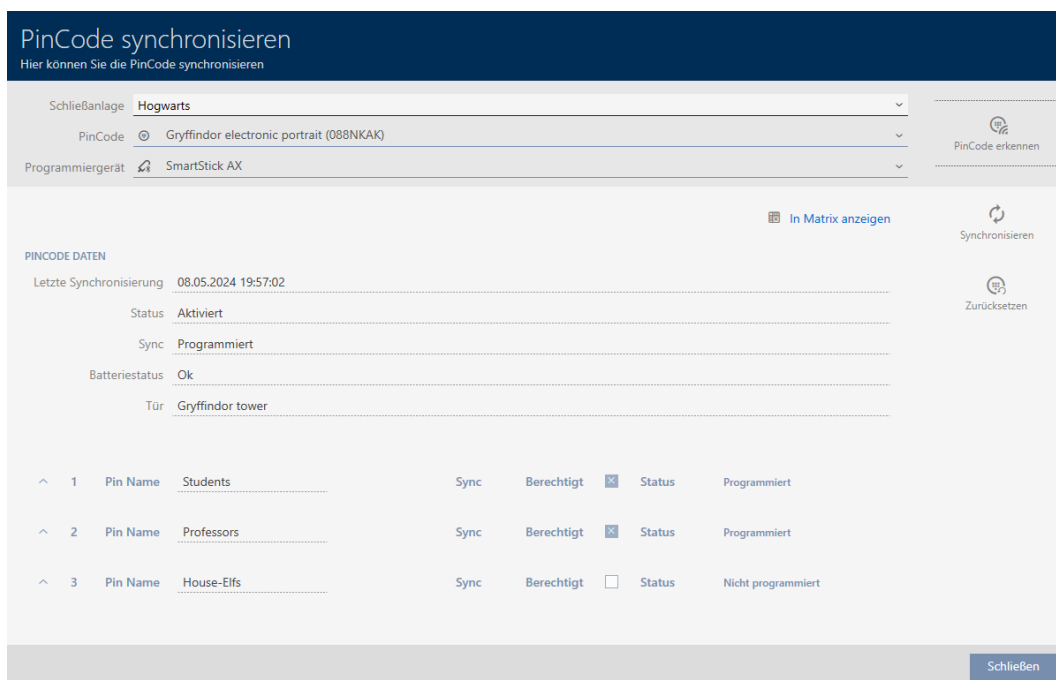 PinCode synchronisieren
Hier können Sie die PinCode synchronisieren
Schließanlage Hogwarts
PinCode Gryffindor electronic portrait (088NKAK)
Programmiergerät SmartStick AX
PinCode erkennen
In Matrix anzeigen
Synchronisieren
Zurücksetzen
PINCODE DATEN
Letzte Synchronisierung 08.05.2024 19:57:02
Status Aktiviert
Sync Programmiert
Batteriestatus Ok
Tür Gryffindor tower
1 Pin Name Students Sync Berechtigt Status Programmiert
2 Pin Name Professors Sync Berechtigt Status Programmiert
3 Pin Name House-Elfs Sync Berechtigt Status Nicht programmiert
Schließen